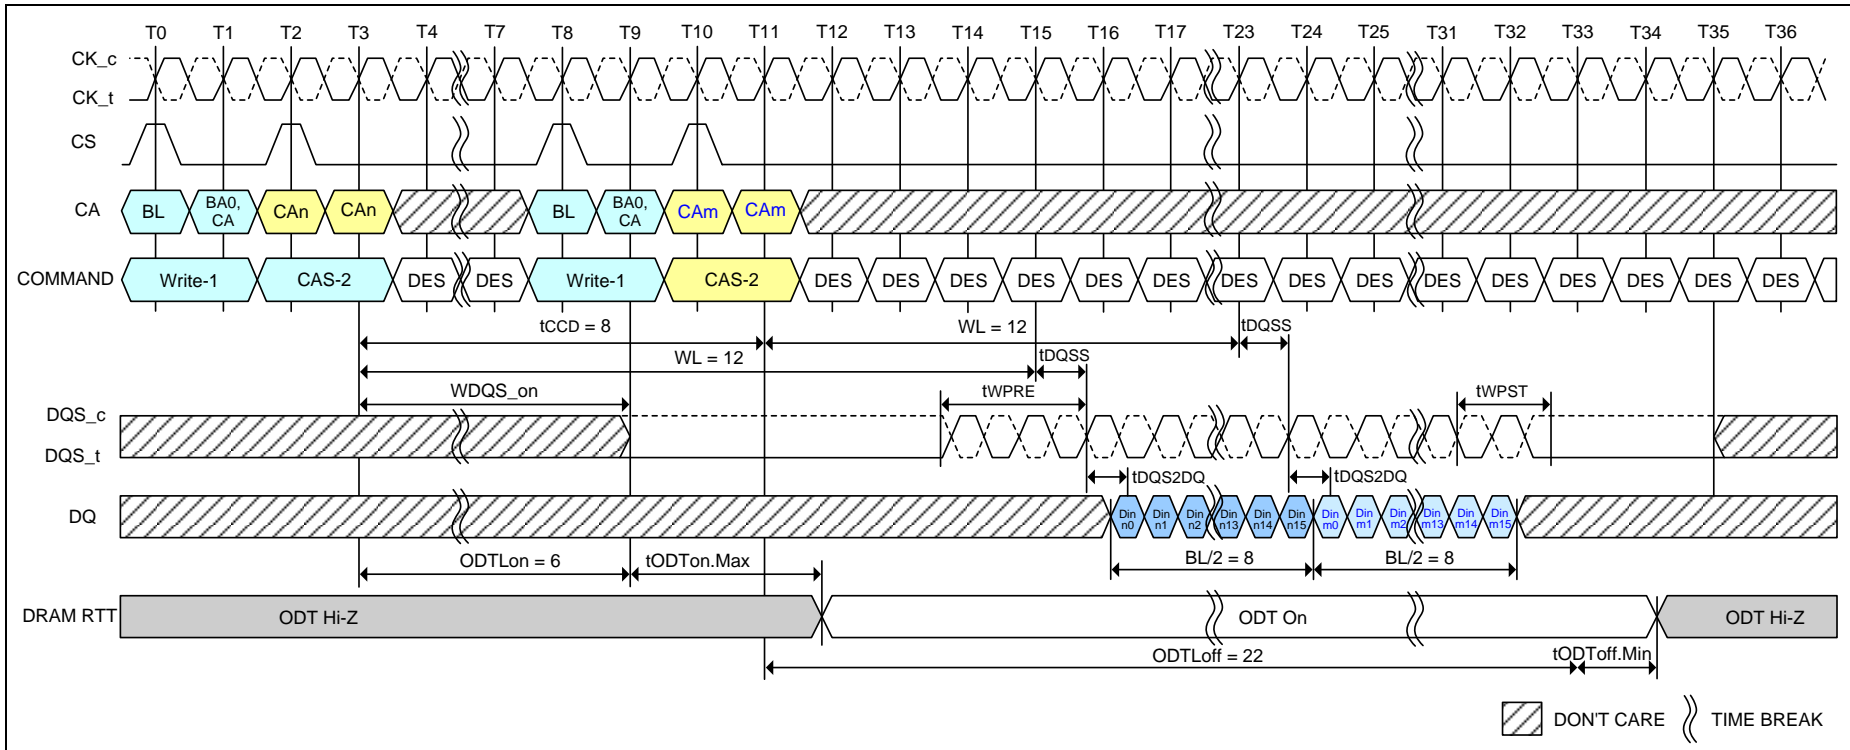 T0 T1 T2 T3 T4 T7 T8 T9 T10 T11 T12 T13 T14 T15 T16 T17 T23 T24 T25 T31 T32 T33 T34 T35 T36
CK_c
CK_t
CS
CA BL BA0, CA CAn CAn BL BA0, CA CAm CAm
COMMAND Write-1 CAS-2 DES DES Write-1 CAS-2 DES DES DES DES DES DES DES DES DES DES DES DES DES DES DES
tCCD = 8 WL = 12 tDQSS
WL = 12 tDQSS
WDQS_on tWPRE tWPST
DQS_c
DQS_t
tDQS2DQ tDQS2DQ
DQ Din n0 Din n1 Din n2 Din n13 Din n14 Din n15 Din m0 Din m1 Din m2 Din m13 Din m14 Din m15
ODTLon = 6 tODTon.Max BL/2 = 8 BL/2 = 8
DRAM RTT ODT Hi-Z ODT On ODT Hi-Z
ODTLoff = 22 tODToff.Min
DON'T CARE TIME BREAK